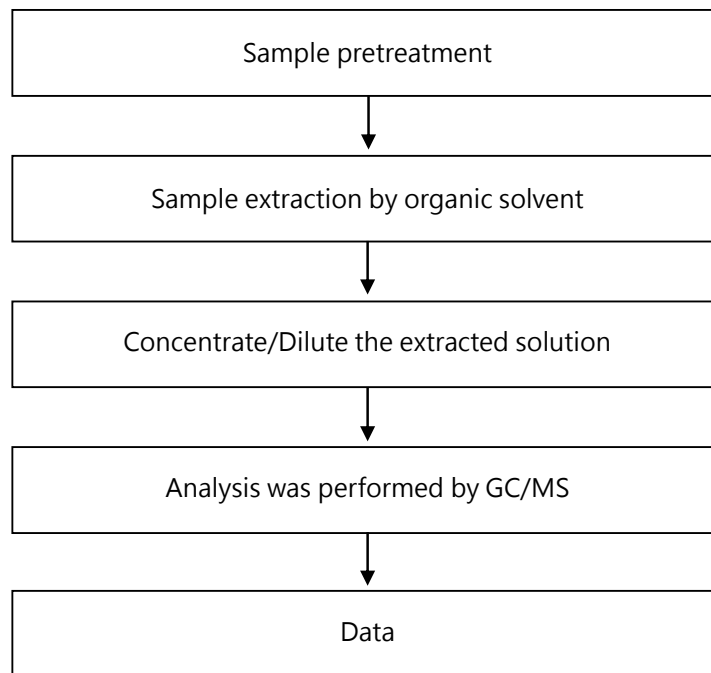 Sample pretreatment
Sample extraction by organic solvent
Concentrate/Dilute the extracted solution
Analysis was performed by GC/MS
Data